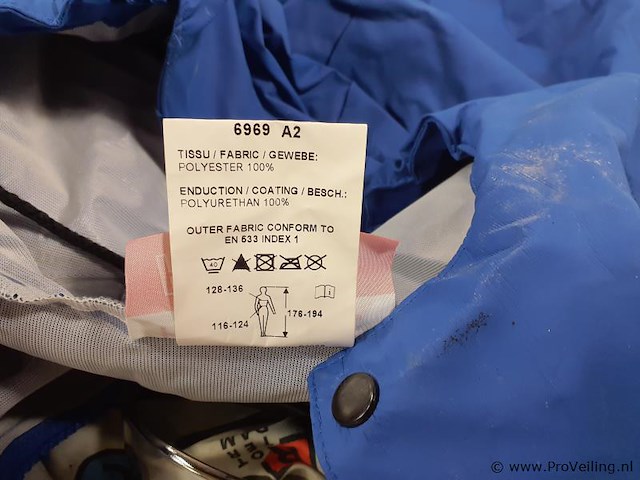 6969 A2
TISSU / FABRIC / GEWEBE:
POLYESTER 100%
ENDUCTION / COATING / BESCH.:
POLYURETHAN 100%
OUTER FABRIC CONFORM TO
EN 533 INDEX 1
40
128-136
i
176-194
116-124
© www.ProVeiling.nl